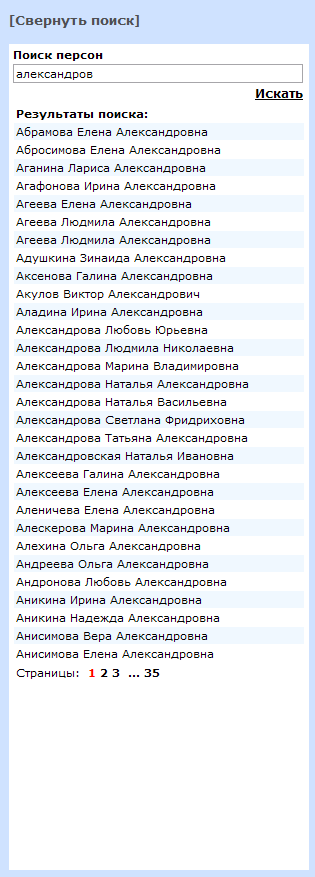 [Свернуть поиск]
Поиск персон
александров
Искать
Результаты поиска:
Абрамова Елена Александровна
Абросимова Елена Александровна
Аганина Лариса Александровна
Агафонова Ирина Александровна
Агеева Елена Александровна
Агеева Людмила Александровна
Агеева Людмила Александровна
Адушкина Зинаида Александровна
Аксенова Галина Александровна
Акулов Виктор Александрович
Аладина Ирина Александровна
Александрова Любовь Юрьевна
Александрова Людмила Николаевна
Александрова Марина Владимировна
Александрова Наталья Александровна
Александрова Наталья Васильевна
Александрова Светлана Фридриховна
Александрова Татьяна Александровна
Александровская Наталья Ивановна
Алексеева Галина Александровна
Алексеева Елена Александровна
Аленичева Елена Александровна
Алескерова Марина Александровна
Алехина Ольга Александровна
Андреева Ольга Александровна
Андронова Любовь Александровна
Аникина Ирина Александровна
Аникина Надежда Александровна
Анисимова Вера Александровна
Анисимова Елена Александровна
Страницы: 1 2 3 ... 35